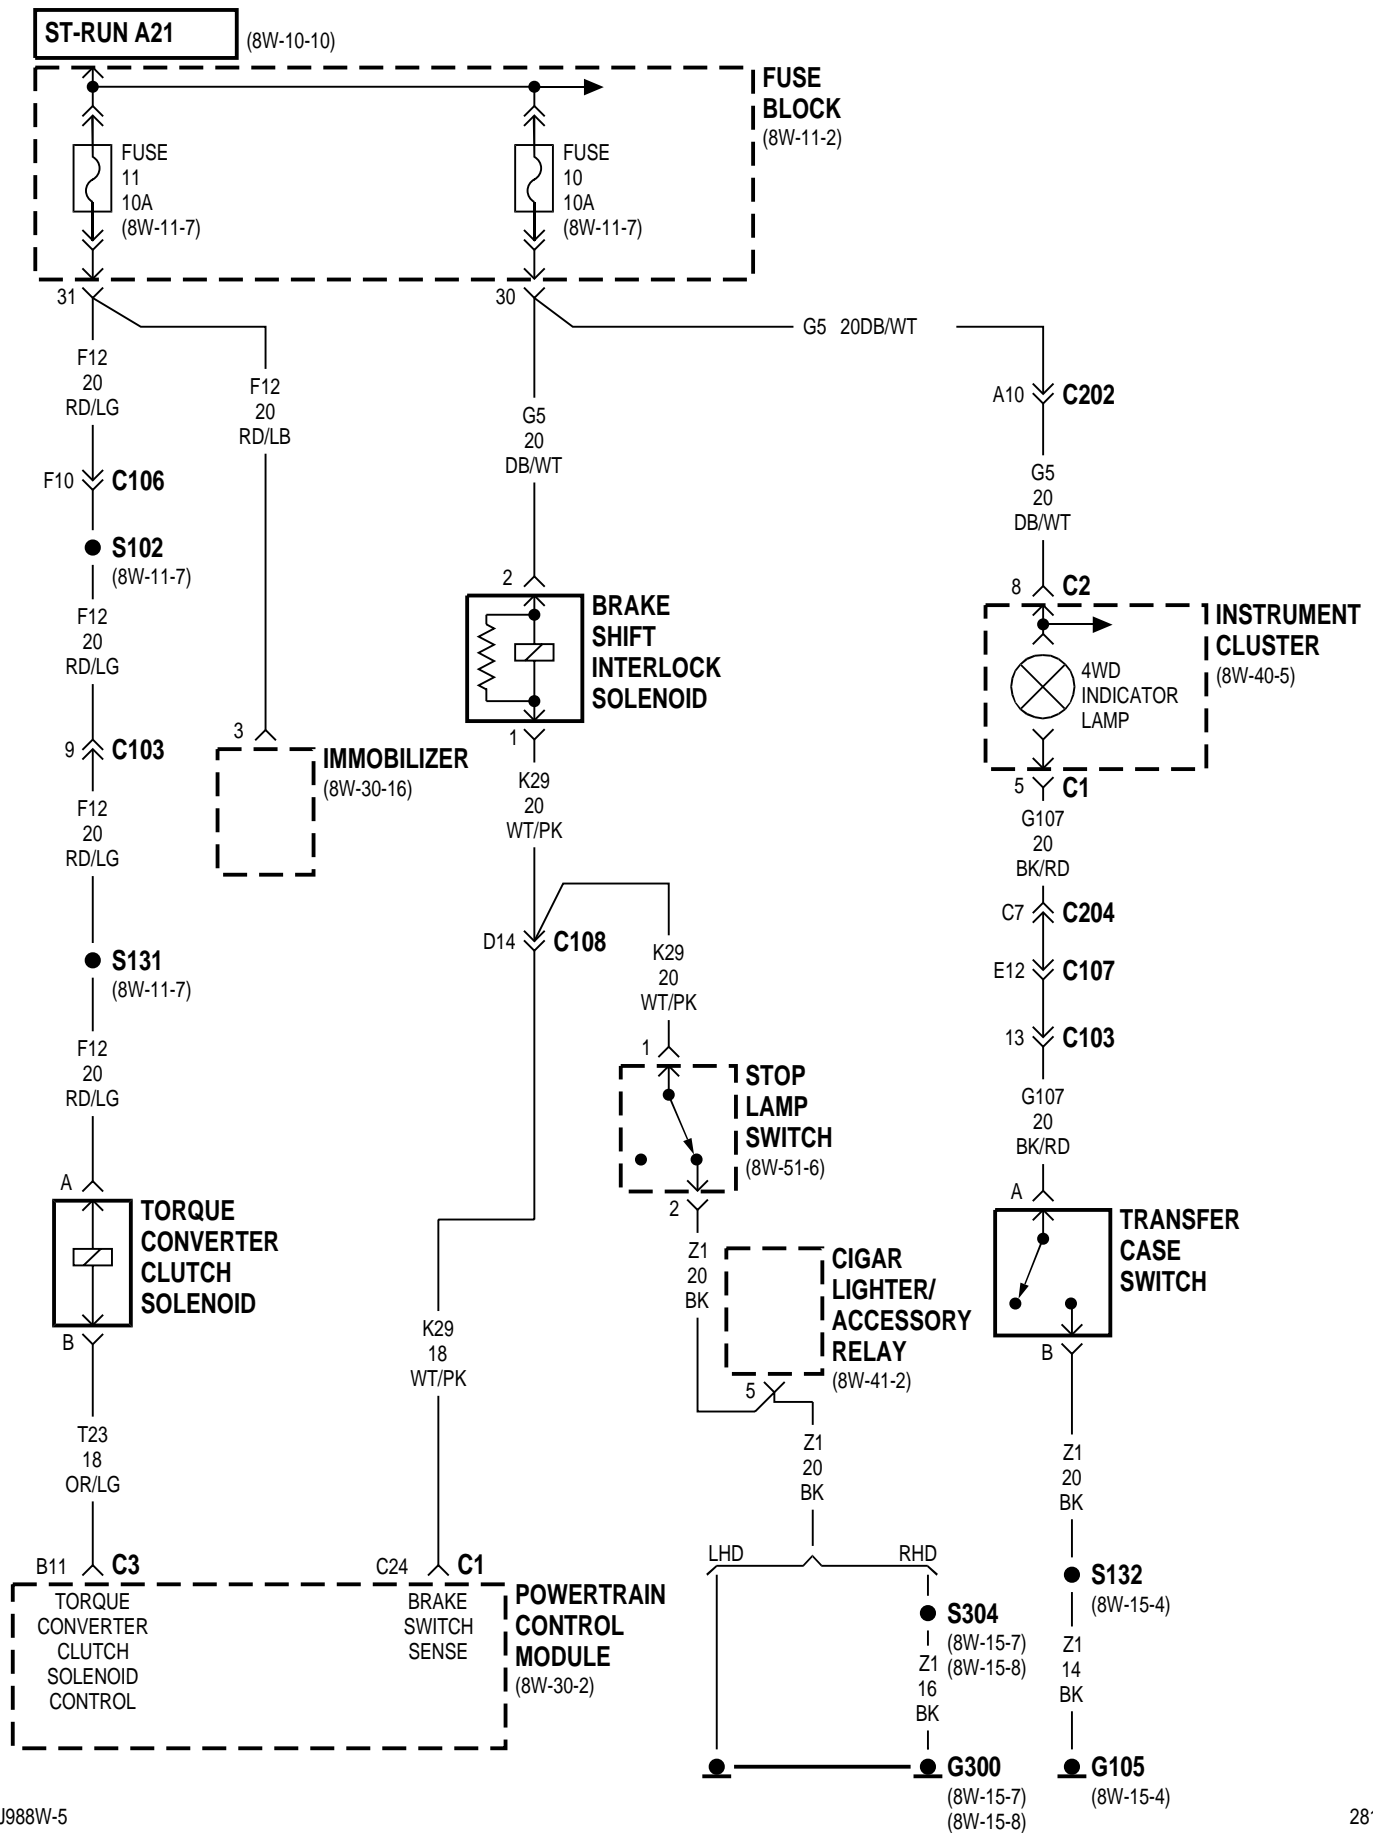 ST-RUN A21
(8W-10-10)
FUSE
BLOCK
(8W-11-2)
FUSE
11
10A
(8W-11-7)
FUSE
10
10A
(8W-11-7)
31
30
G5 20DB/WT
F12
20
RD/LG
F12
20
RD/LB
G5
20
DB/WT
A10 C202
F10 C106
G5
20
DB/WT
S102
(8W-11-7)
2
8 C2
F12
20
RD/LG
BRAKE
SHIFT
INTERLOCK
SOLENOID
INSTRUMENT
CLUSTER
(8W-40-5)
4WD
INDICATOR
LAMP
9 C103
3
IMMOBILIZER
(8W-30-16)
1
K29
20
WT/PK
5 C1
G107
20
BK/RD
F12
20
RD/LG
C7 C204
D14 C108
K29
20
WT/PK
E12 C107
S131
(8W-11-7)
13 C103
F12
20
RD/LG
1
STOP
LAMP
SWITCH
(8W-51-6)
G107
20
BK/RD
A
A
2
TORQUE
CONVERTER
CLUTCH
SOLENOID
TRANSFER
CASE
SWITCH
Z1
20
BK
CIGAR
LIGHTER/
ACCESSORY
RELAY
(8W-41-2)
B
K29
18
WT/PK
B
5
T23
18
OR/LG
Z1
20
BK
Z1
20
BK
LHD
RHD
B11 C3
C24 C1
S132
(8W-15-4)
TORQUE
CONVERTER
CLUTCH
SOLENOID
CONTROL
BRAKE
SWITCH
SENSE
POWERTRAIN
CONTROL
MODULE
(8W-30-2)
S304
(8W-15-7)
(8W-15-8)
Z1
16
BK
Z1
14
BK
G300
(8W-15-7)
(8W-15-8)
G105
(8W-15-4)
J988W-5
281